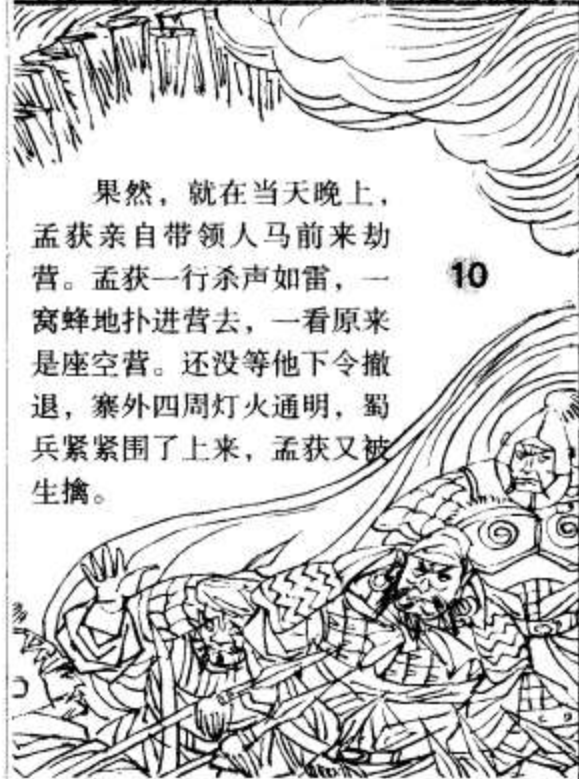 果然，就在当天晚上，
孟获亲自带领人马前来劫
营。孟获一行杀声如雷，一
窝蜂地扑进营去，一看原来
是座空营。还没等他下令撤
退，寨外四周灯火通明，蜀
兵紧紧围了上来，孟获又被
生擒。
10